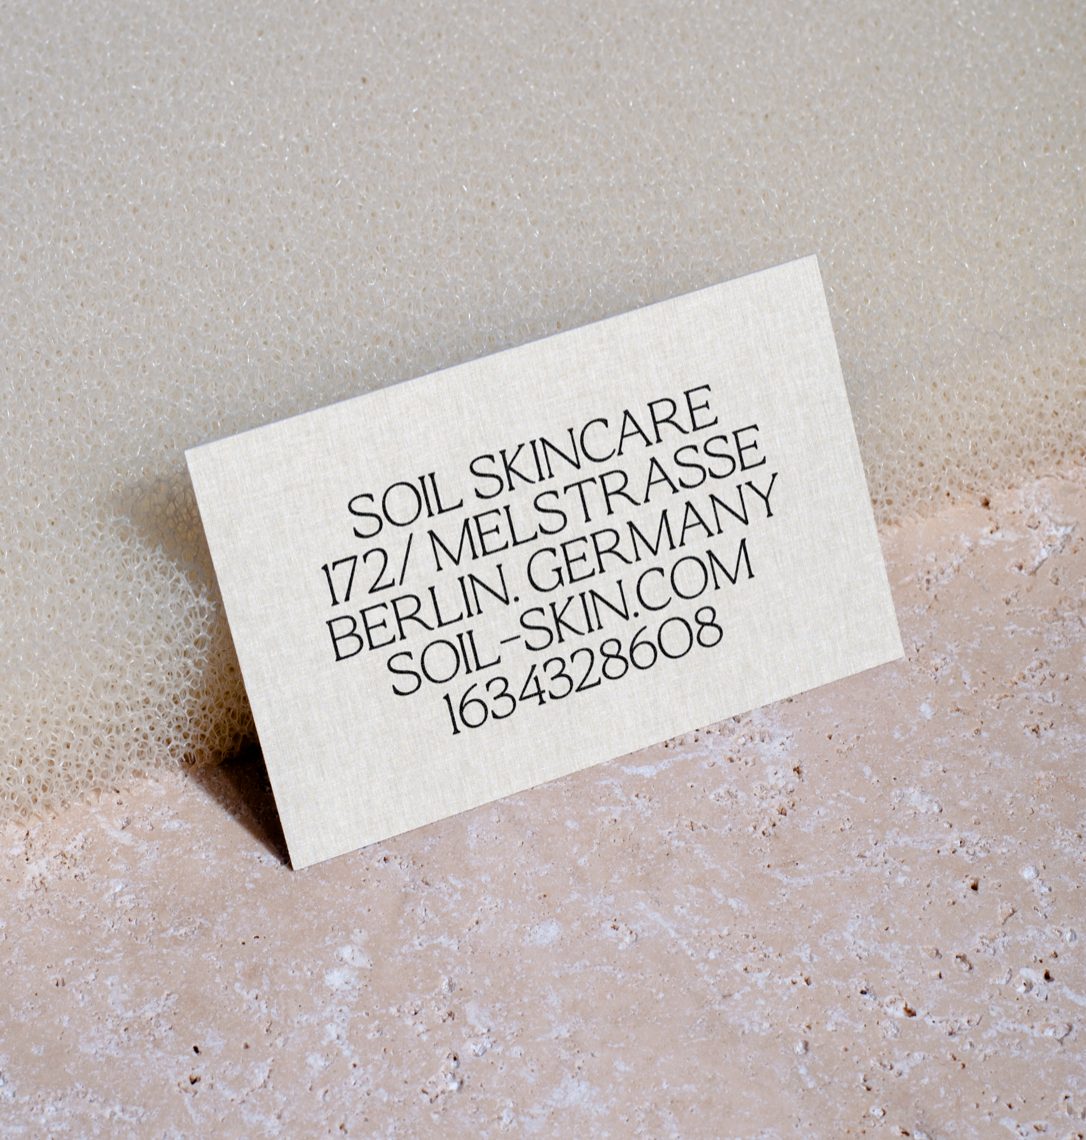 SOIL SKINCARE
172/ MELSTRASSE
BERLIN. GERMANY
SOIL-SKIN.COM
1634328608